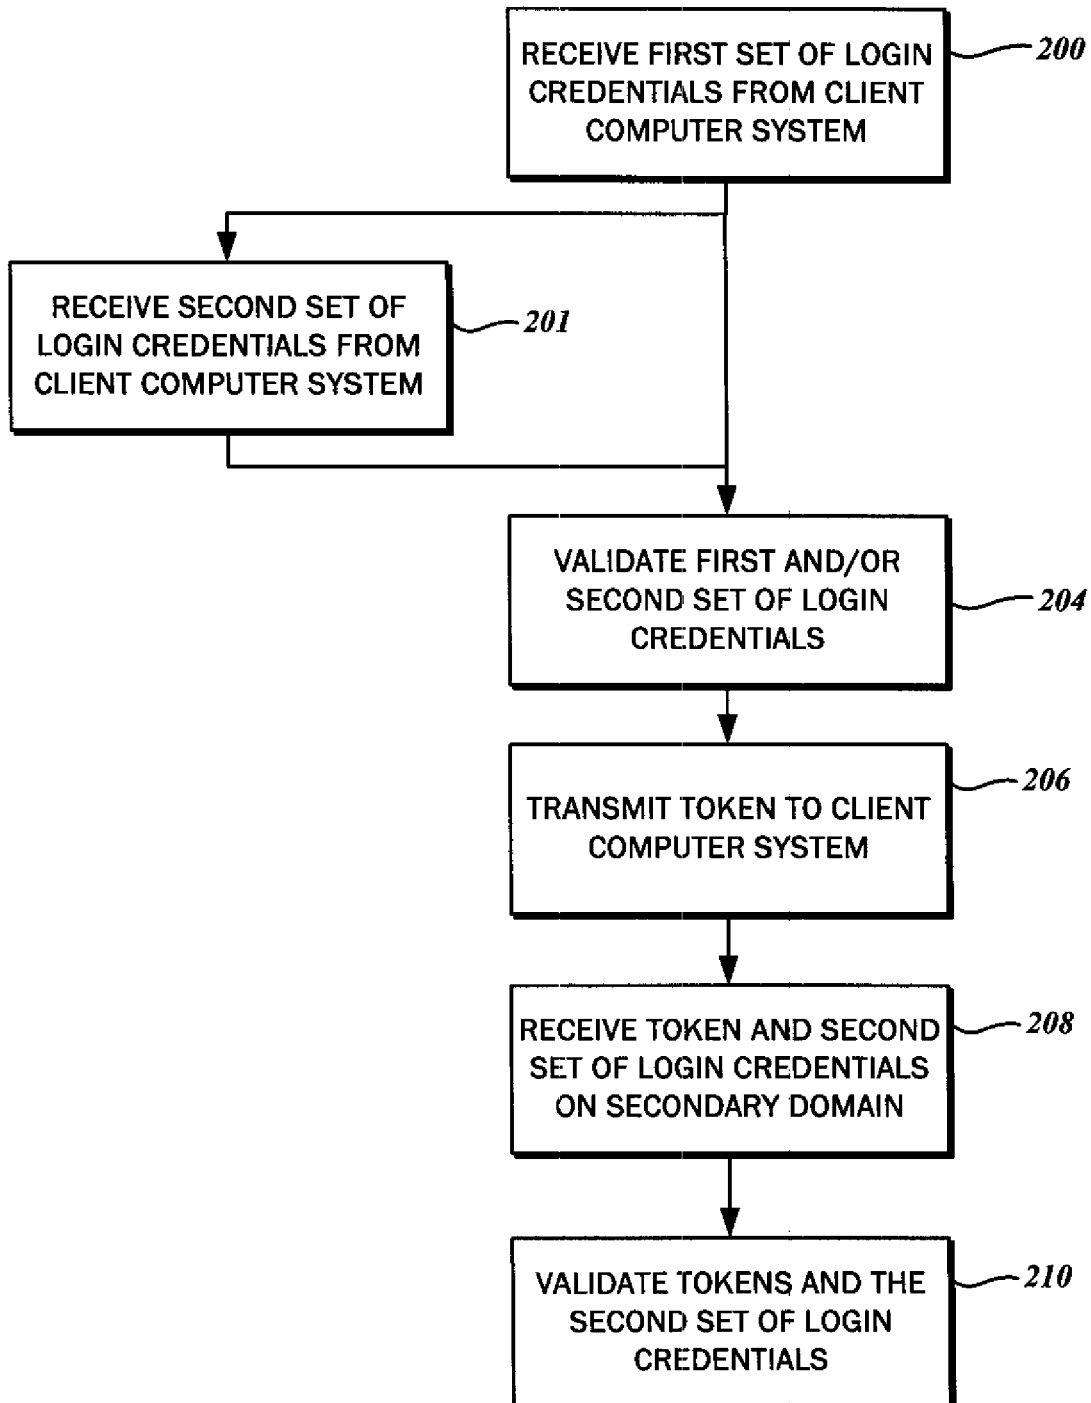 RECEIVE FIRST SET OF LOGIN
CREDENTIALS FROM CLIENT
COMPUTER SYSTEM
200
RECEIVE SECOND SET OF
LOGIN CREDENTIALS FROM
CLIENT COMPUTER SYSTEM
201
VALIDATE FIRST AND/OR
SECOND SET OF LOGIN
CREDENTIALS
204
TRANSMIT TOKEN TO CLIENT
COMPUTER SYSTEM
206
RECEIVE TOKEN AND SECOND
SET OF LOGIN CREDENTIALS
ON SECONDARY DOMAIN
208
VALIDATE TOKENS AND THE
SECOND SET OF LOGIN
CREDENTIALS
210